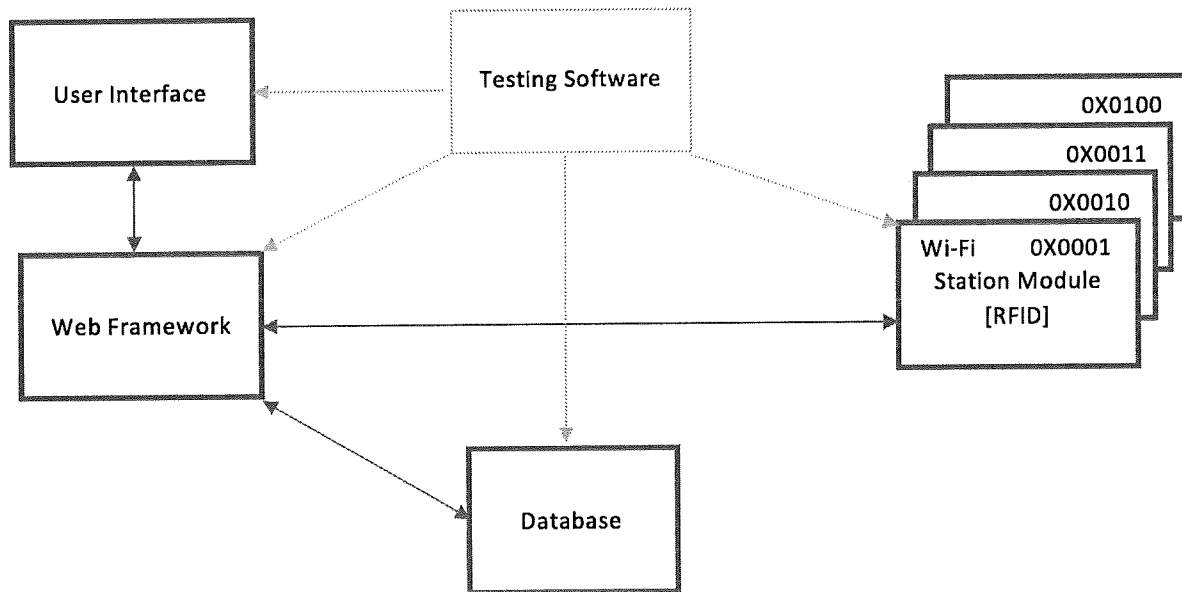 User Interface
Testing Software
0X0100
0X0011
0X0010
Wi-Fi 0X0001
Station Module
[RFID]
Web Framework
Database